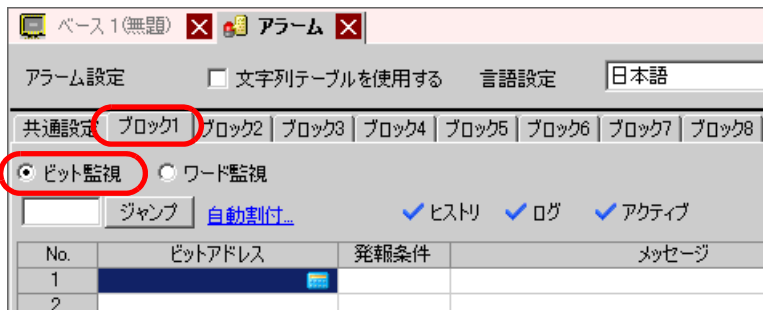 ベース 1(無題) アラーム
アラーム設定 文字列テーブルを使用する 言語設定 日本語
共通設定 ブロック1 ブロック2 ブロック3 ブロック4 ブロック5 ブロック6 ブロック7 ブロック8
ビット監視 ワード監視
ジャンプ 自動割付... ヒストリ ログ アクティブ
No. ビットアドレス 発報条件 メッセージ
1
2